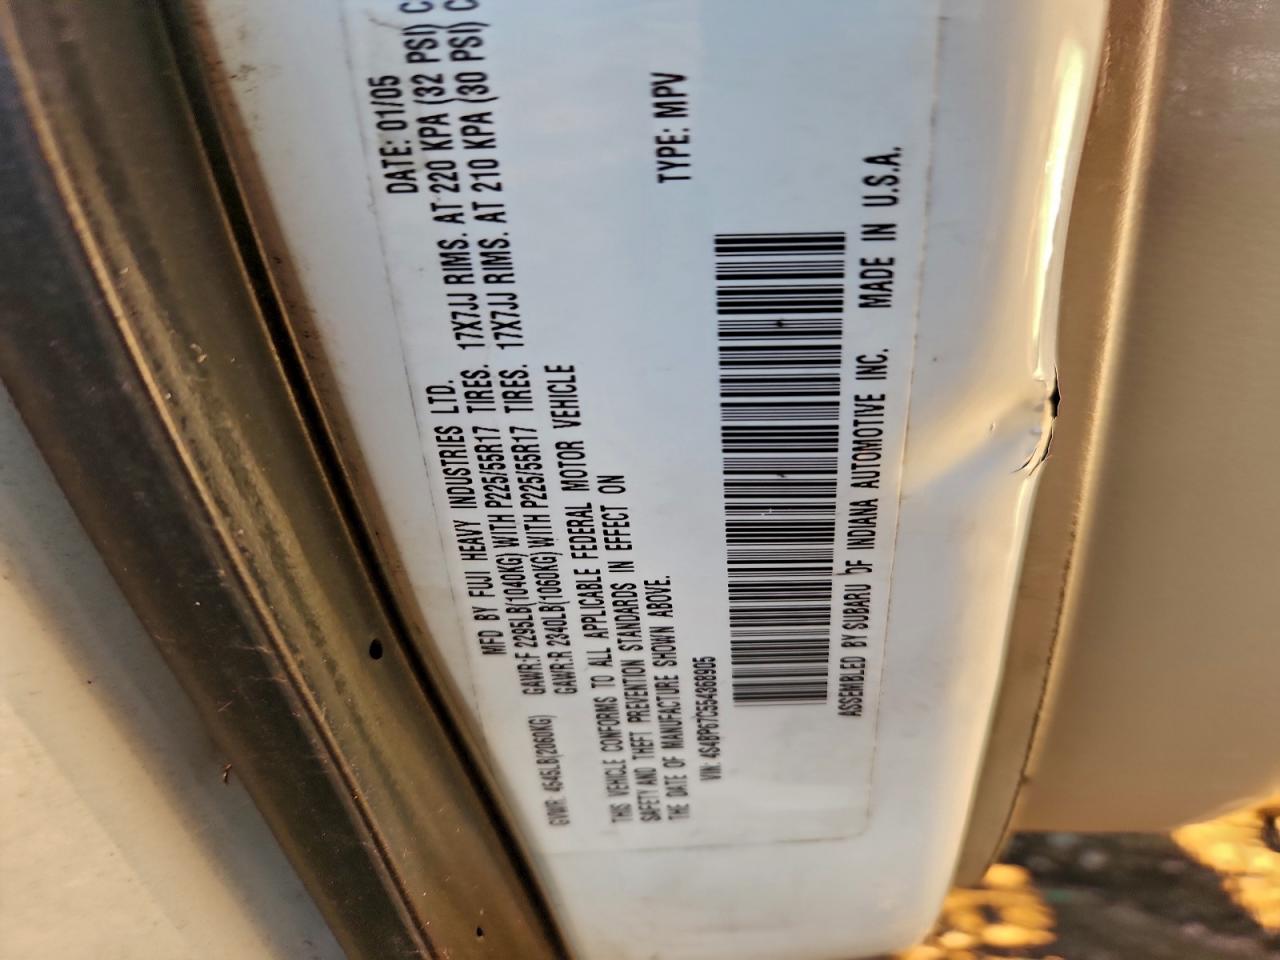 MFD BY FUJI HEAVY INDUSTRIES LTD. DATE: 01/05
GVWR: 4545LB(2060KG) GAWR:F 2295LB(1040KG) WITH P225/55R17 TIRES. 17X7JJ RIMS. AT 220 KPA (32 PSI) C
GAWR:R 2340LB(1060KG) WITH P225/55R17 TIRES. 17X7JJ RIMS. AT 210 KPA (30 PSI) C
THIS VEHICLE CONFORMS TO ALL APPLICABLE FEDERAL MOTOR VEHICLE
SAFETY AND THEFT PREVENTION STANDARDS IN EFFECT ON
THE DATE OF MANUFACTURE SHOWN ABOVE.
VIN: 4S4BP67C554368905 TYPE: MPV
ASSEMBLED BY SUBARU OF INDIANA AUTOMOTIVE INC. MADE IN U.S.A.